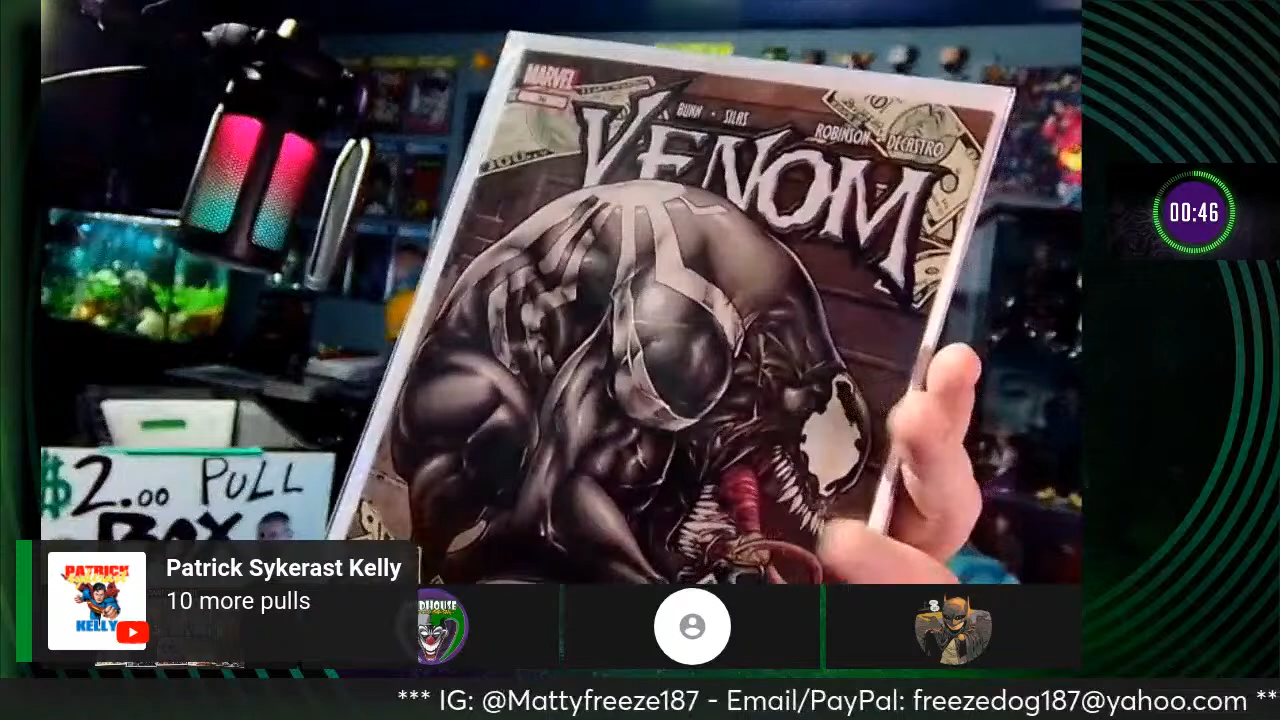 MARVEL
BUNN • SILAS
ROBINSON • DECASTRO
VENOM
00:46
$2.00 PULL
BOX
PATRICK
KELLY
Patrick Sykerast Kelly
10 more pulls
*** IG: @Mattyfreeze187 - Email/PayPal: freezedog187@yahoo.com **